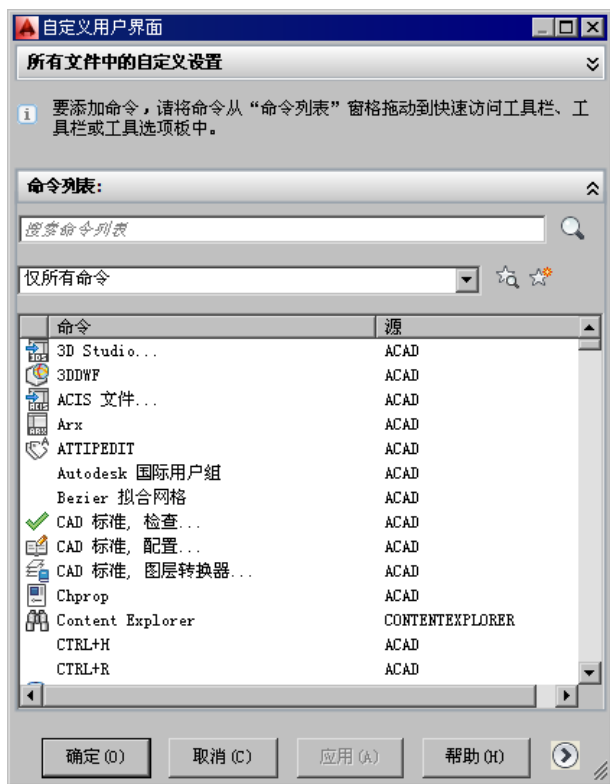 自定义用户界面
所有文件中的自定义设置
要添加命令，请将命令从“命令列表”窗格拖动到快速访问工具栏、工
具栏或工具选项板中。
命令列表:
搜索命令列表
仅所有命令
命令 源
3D Studio... ACAD
3DDWF ACAD
ACIS 文件... ACAD
Arx ACAD
ATTIPEDIT ACAD
Autodesk 国际用户组 ACAD
Bezier 拟合网格 ACAD
CAD 标准, 检查... ACAD
CAD 标准, 配置... ACAD
CAD 标准, 图层转换器... ACAD
Chprop ACAD
Content Explorer CONTENTEXPLORER
CTRL+H ACAD
CTRL+R ACAD
确定(O) 取消(C) 应用(A) 帮助(H)